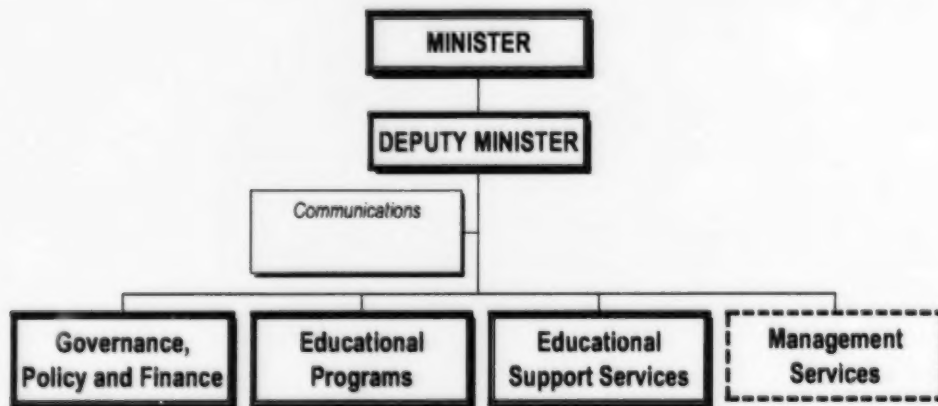 MINISTER
DEPUTY MINISTER
Communications
Governance,
Policy and Finance
Educational
Programs
Educational
Support Services
Management
Services